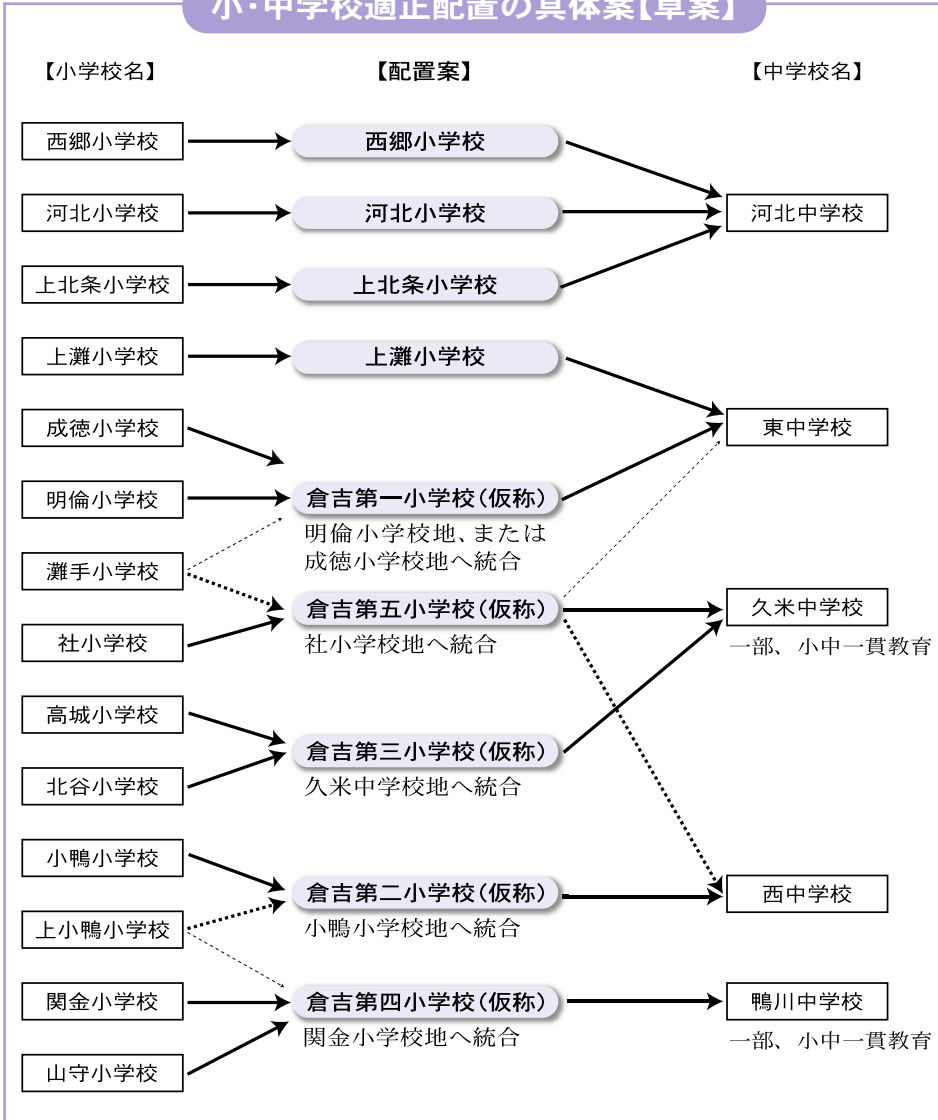 小・中学校適正配置の具体案【草案】
【小学校名】
【配置案】
【中学校名】
西郷小学校
西郷小学校
河北小学校
河北小学校
河北中学校
上北条小学校
上北条小学校
上灘小学校
上灘小学校
成徳小学校
東中学校
明倫小学校
倉吉第一小学校(仮称)
明倫小学校地、または
成徳小学校地へ統合
灘手小学校
倉吉第五小学校(仮称)
社小学校地へ統合
久米中学校
一部、小中一貫教育
社小学校
高城小学校
倉吉第三小学校(仮称)
久米中学校地へ統合
北谷小学校
小鴨小学校
倉吉第二小学校(仮称)
小鴨小学校地へ統合
西中学校
上小鴨小学校
関金小学校
倉吉第四小学校(仮称)
関金小学校地へ統合
鴨川中学校
一部、小中一貫教育
山守小学校